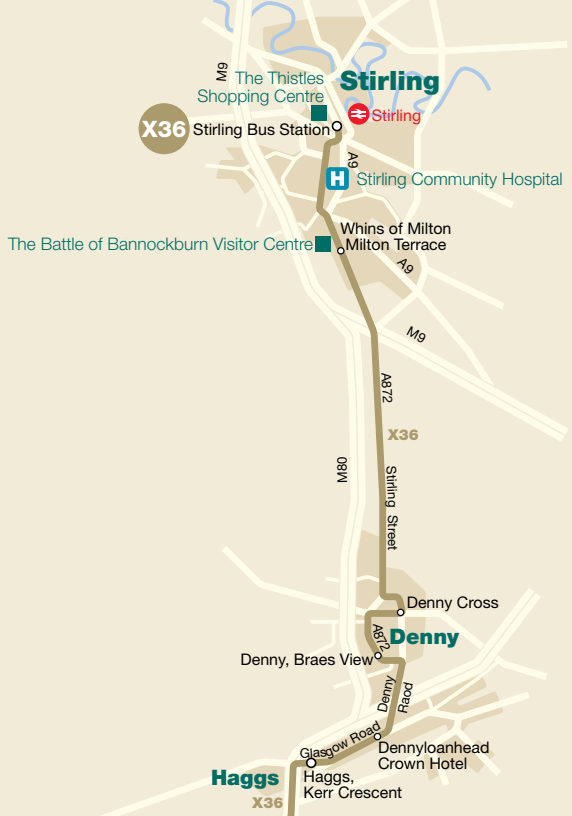 M9
The Thistles
Shopping Centre
Stirling
Stirling
X36
Stirling Bus Station
A9
H
Stirling Community Hospital
Whins of Milton
Milton Terrace
The Battle of Bannockburn Visitor Centre
A9
M9
A872
X36
M80
Stirling Street
Denny Cross
Denny
A872
Denny, Braes View
Denny Raod
Glasgow Road
Dennyloanhead
Crown Hotel
Haggs
Haggs,
Kerr Crescent
X36